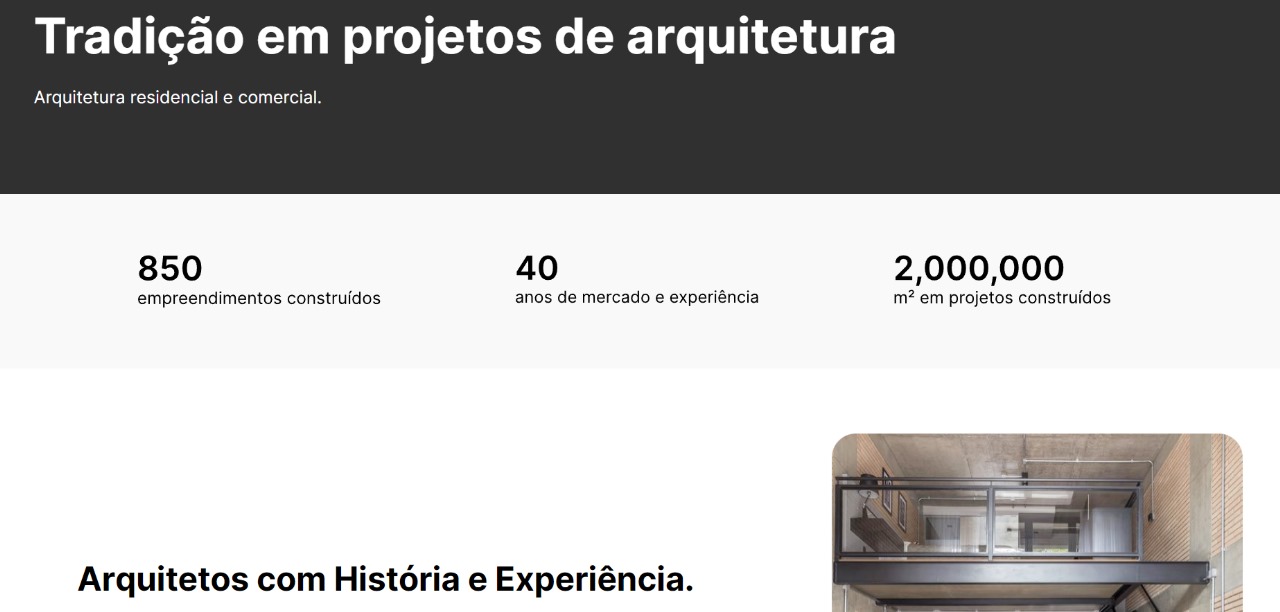 Tradição em projetos de arquitetura
Arquitetura residencial e comercial.
850
empreendimentos construídos
40
anos de mercado e experiência
2,000,000
m² em projetos construídos
Arquitetos com História e Experiência.